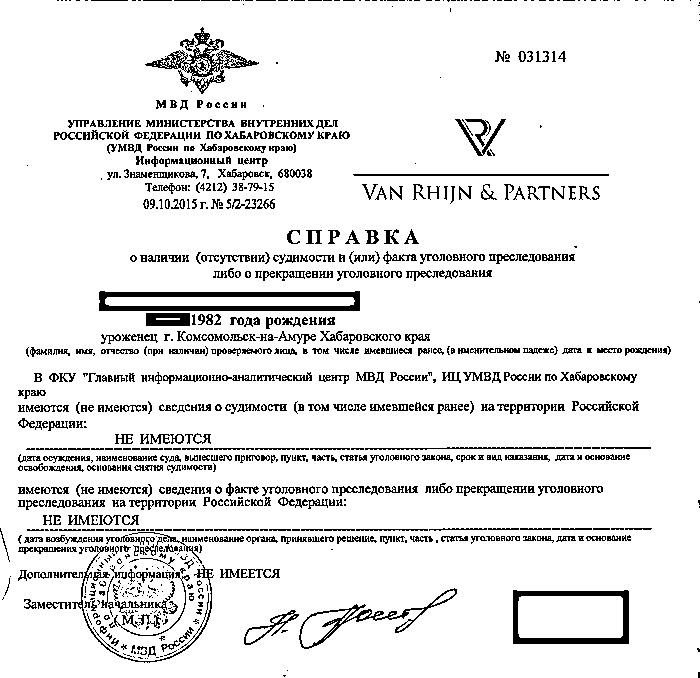 № 031314
МВД России
УПРАВЛЕНИЕ МИНИСТЕРСТВА ВНУТРЕННИХ ДЕЛ
РОССИЙСКОЙ ФЕДЕРАЦИИ ПО ХАБАРОВСКОМУ КРАЮ
(УМВД России по Хабаровскому краю)
Информационный центр
ул. Знаменщикова, 7, Хабаровск, 680038
Телефон: (4212) 38-79-15
09.10.2015 г. № 5/2-23266
VAN RHIJN & PARTNERS
СПРАВКА
о наличии (отсутствии) судимости и (или) факта уголовного преследования
либо о прекращении уголовного преследования
1982 года рождения
уроженец г. Комсомольск-на-Амуре Хабаровского края
(фамилия, имя, отчество (при наличии) проверяемого лица, в том числе имевшиеся ранее, (в именительном падеже) дата и место рождения)
В ФКУ "Главный информационно-аналитический центр МВД России", ИЦ УМВД России по Хабаровскому
краю
имеются (не имеются) сведения о судимости (в том числе имевшейся ранее) на территории Российской
Федерации:
НЕ ИМЕЮТСЯ
(дата осуждения, наименование суда, вынесшего приговор, пункт, часть, статья уголовного закона, срок и вид наказания, дата и основание
освобождения, основания снятия судимости)
имеются (не имеются) сведения о факте уголовного преследования либо прекращении уголовного
преследования на территории Российской Федерации:
НЕ ИМЕЮТСЯ
( дата возбуждения уголовного дела, наименование органа, принявшего решение, пункт, часть , статья уголовного закона, дата и основание
прекращения уголовного преследования)
Дополнительная информация: НЕ ИМЕЕТСЯ
Заместитель начальника
(М.П.)